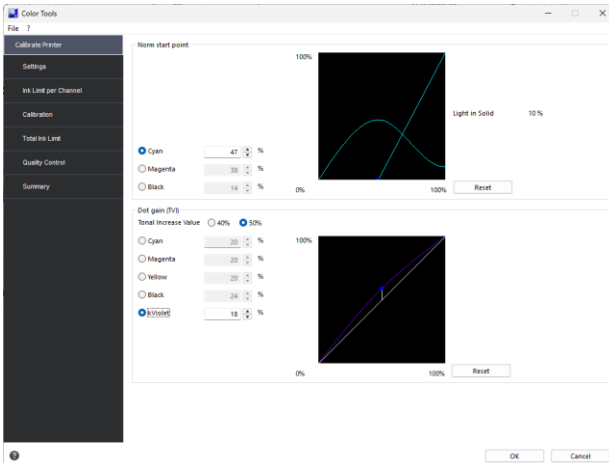 Color Tools
File ?
Calibrate Printer
Settings
Ink Limit per Channel
Calibration
Total Ink Limit
Quality Control
Summary
Norm start point
100%
Light in Solid 10 %
Cyan 47 %
Magenta 38 %
Black 14 %
0% 100% Reset
Dot gain (TVI)
Tonal Increase Value 40% 50%
Cyan 20 % 100%
Magenta 20 %
Yellow 20 %
Black 24 %
kViolet 18 %
0% 100% Reset
OK Cancel